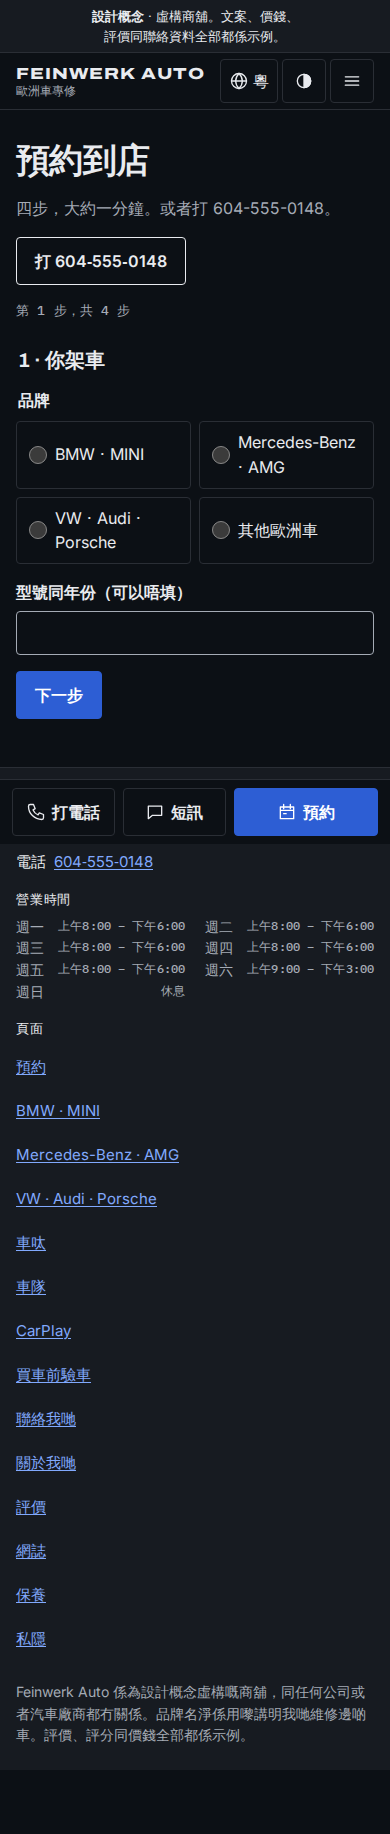 設計概念 · 虛構商舖。文案、價錢、
評價同聯絡資料全部都係示例。
FEINWERK AUTO
歐洲車專修
粵
預約到店
四步，大約一分鐘。或者打 604-555-0148。
打 604-555-0148
第 1 步，共 4 步
1 · 你架車
品牌
BMW · MINI
Mercedes-Benz
· AMG
VW · Audi ·
Porsche
其他歐洲車
型號同年份（可以唔填）
下一步
打電話
短訊
預約
電話 604-555-0148
營業時間
週一 上午8:00 – 下午6:00 週二 上午8:00 – 下午6:00
週三 上午8:00 – 下午6:00 週四 上午8:00 – 下午6:00
週五 上午8:00 – 下午6:00 週六 上午9:00 – 下午3:00
週日 休息
頁面
預約
BMW · MINI
Mercedes-Benz · AMG
VW · Audi · Porsche
車呔
車隊
CarPlay
買車前驗車
聯絡我哋
關於我哋
評價
網誌
保養
私隱
Feinwerk Auto 係為設計概念虛構嘅商舖，同任何公司或
者汽車廠商都冇關係。品牌名淨係用嚟講明我哋維修邊啲
車。評價、評分同價錢全部都係示例。